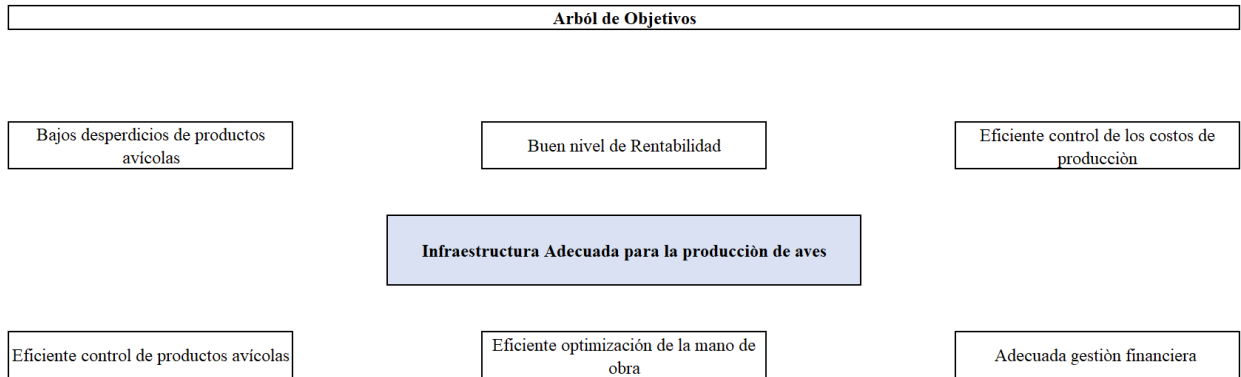 Arból de Objetivos
Bajos desperdicios de productos
avícolas
Buen nivel de Rentabilidad
Eficiente control de los costos de
producciòn
Infraestructura Adecuada para la producciòn de aves
Eficiente control de productos avícolas
Eficiente optimización de la mano de
obra
Adecuada gestiòn financiera